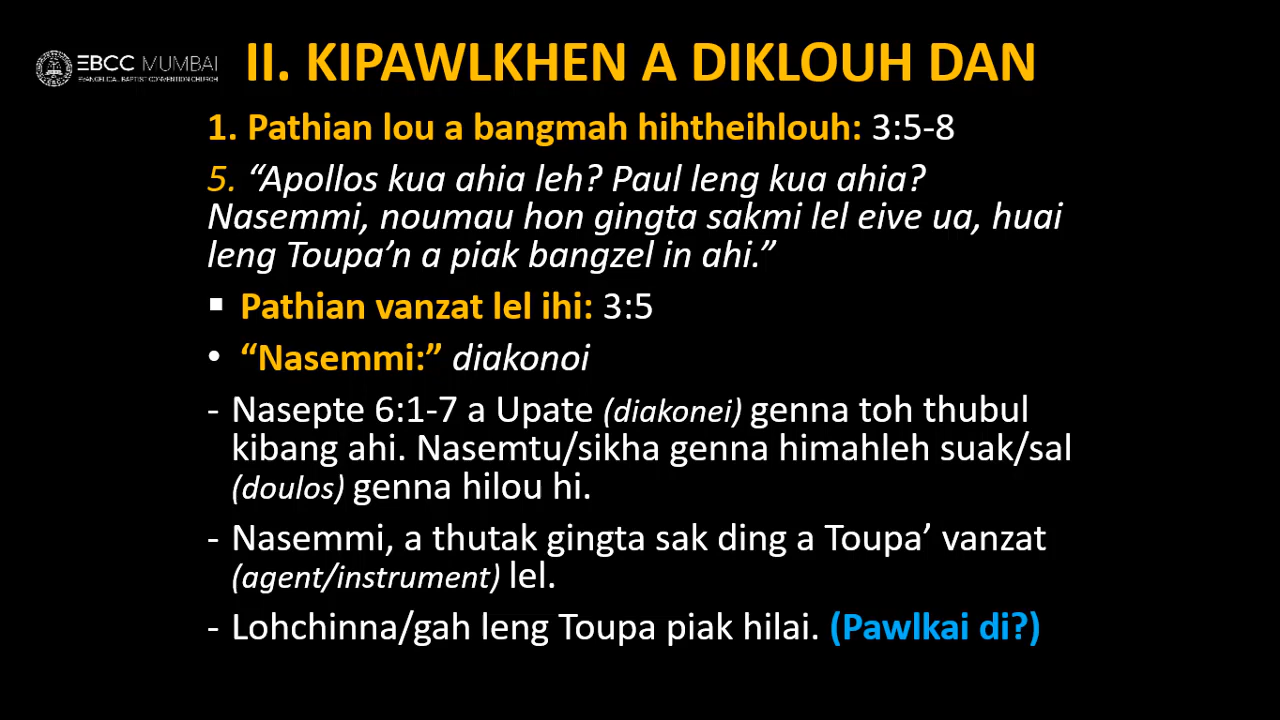 EBCC MUMBAI
EVANGELICAL BAPTIST CONVENTION CHURCH
II. KIPAWLKHEN A DIKLOUH DAN
1. Pathian lou a bangmah hihtheihlouh: 3:5-8
5. “Apollos kua ahia leh? Paul leng kua ahia?
Nasemmi, noumau hon gingta sakmi lel eive ua, huai
leng Toupa’n a piak bangzel in ahi.”
▪ Pathian vanzat lel ihi: 3:5
• “Nasemmi:” diakonoi
- Nasepte 6:1-7 a Upate (diakonei) genna toh thubul
kibang ahi. Nasemtu/sikha genna himahleh suak/sal
(doulos) genna hilou hi.
- Nasemmi, a thutak gingta sak ding a Toupa’ vanzat
(agent/instrument) lel.
- Lohchinna/gah leng Toupa piak hilai. (Pawlkai di?)